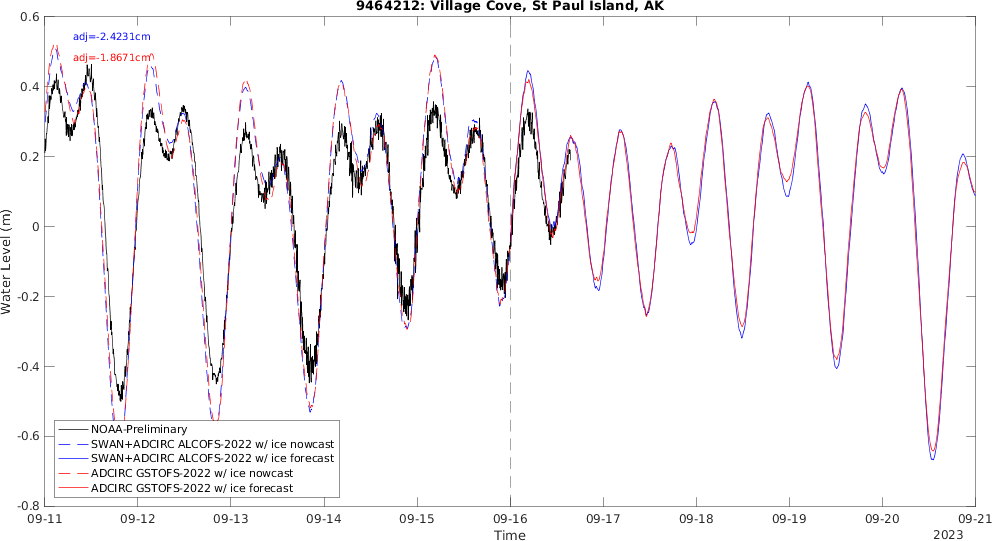 9464212: Village Cove, St Paul Island, AK
adj=-2.4231cm
adj=-1.8671cm
Water Level (m)
0.6
0.4
0.2
0
-0.2
-0.4
-0.6
-0.8
NOAA-Preliminary
SWAN+ADCIRC ALCOFS-2022 w/ ice nowcast
SWAN+ADCIRC ALCOFS-2022 w/ ice forecast
ADCIRC GSTOFS-2022 w/ ice nowcast
ADCIRC GSTOFS-2022 w/ ice forecast
09-11 09-12 09-13 09-14 09-15 09-16 09-17 09-18 09-19 09-20 09-21
Time
2023